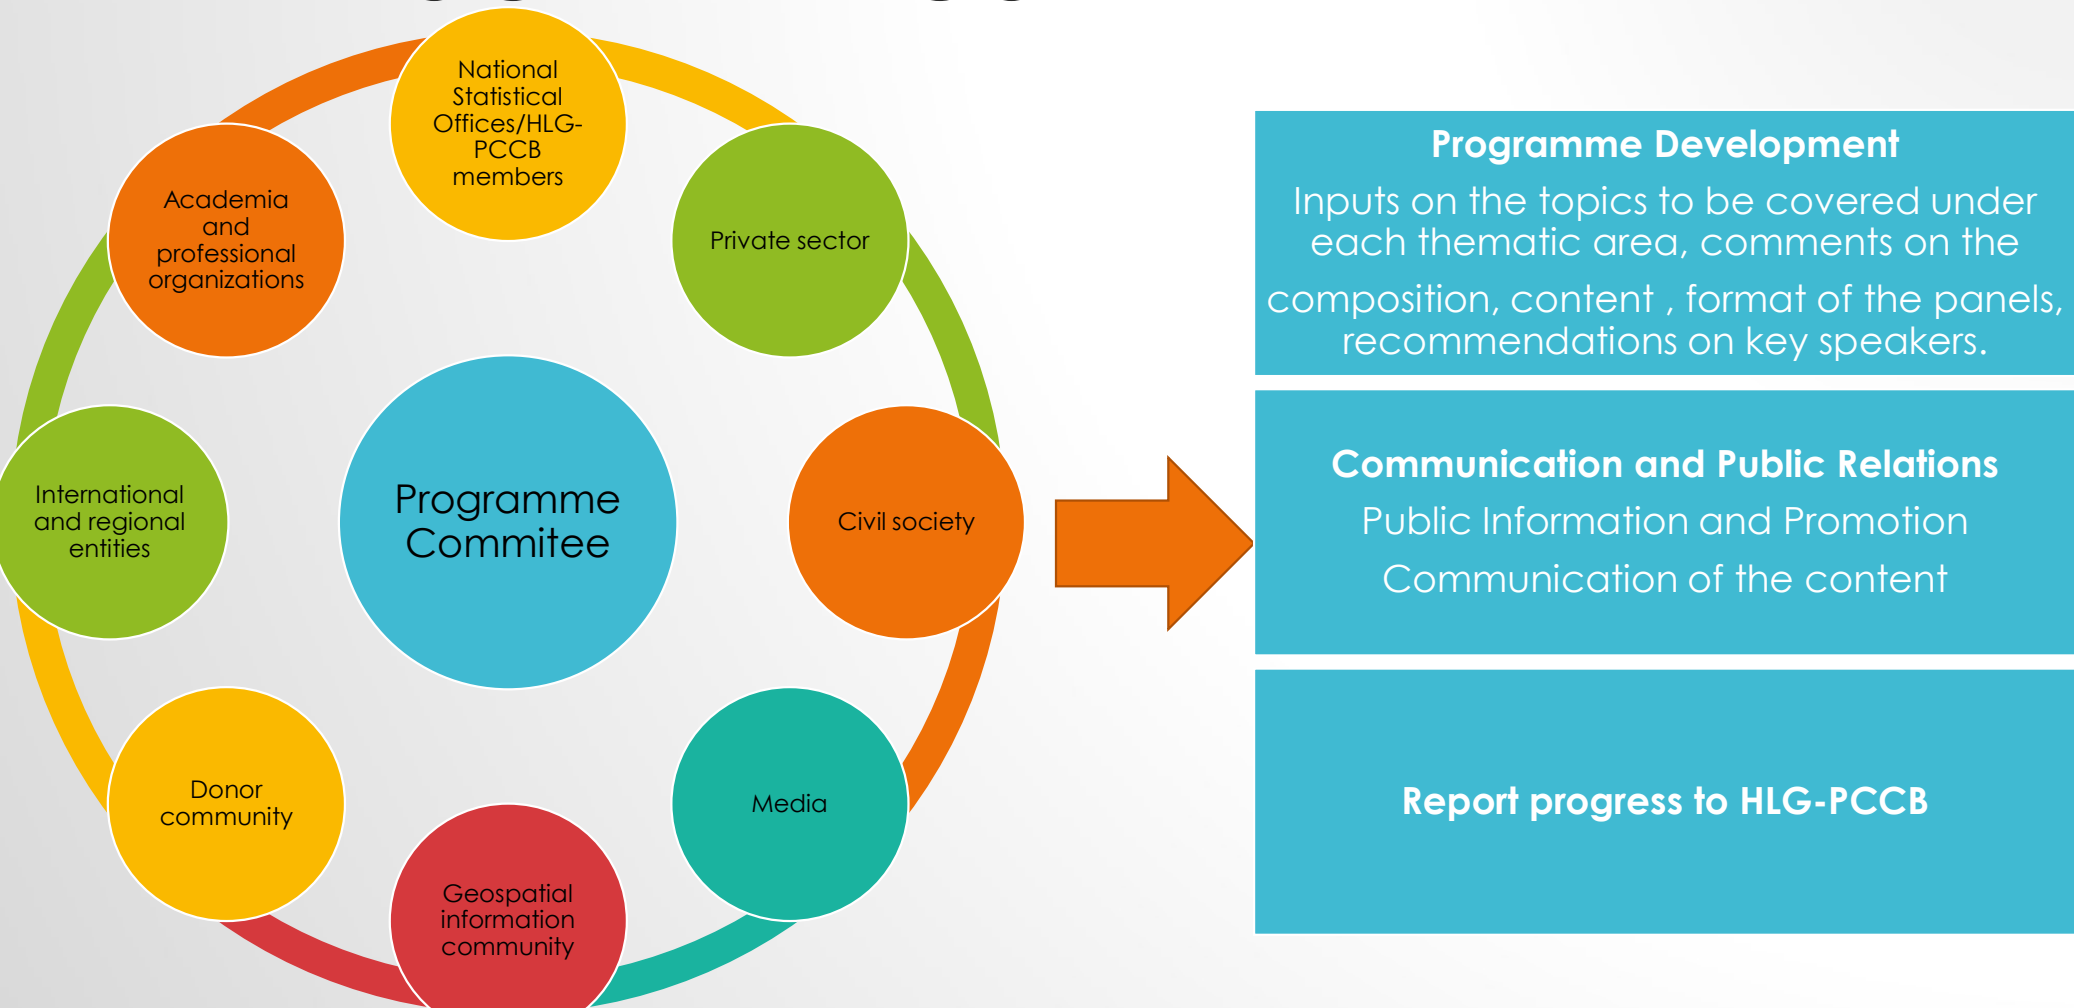 National
Statistical
Offices/HLG-
PCCB
members
Private sector
Civil society
Media
Geospatial
information
community
Donor
community
International
and regional
entities
Academia
and
professional
organizations
Programme
Commitee
Programme Development
Inputs on the topics to be covered under
each thematic area, comments on the
composition, content , format of the panels,
recommendations on key speakers.
Communication and Public Relations
Public Information and Promotion
Communication of the content
Report progress to HLG-PCCB